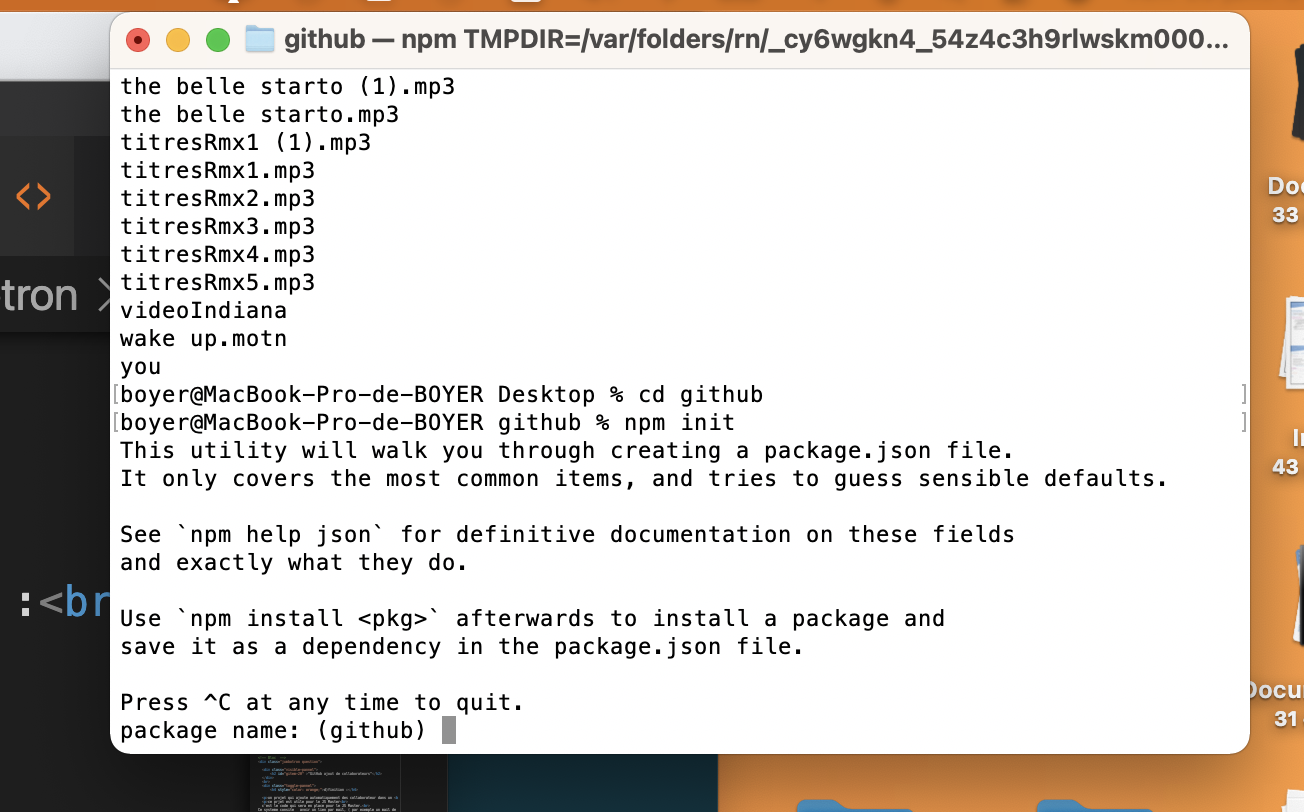 github — npm TMPDIR=/var/folders/rn/_cy6wgkn4_54z4c3h9rlwskm000...
the belle starto (1).mp3
the belle starto.mp3
titresRmx1 (1).mp3
titresRmx1.mp3
titresRmx2.mp3
titresRmx3.mp3
titresRmx4.mp3
titresRmx5.mp3
videoIndiana
wake up.motn
you
[boyer@MacBook-Pro-de-BOYER Desktop % cd github ]
[boyer@MacBook-Pro-de-BOYER github % npm init ]
This utility will walk you through creating a package.json file.
It only covers the most common items, and tries to guess sensible defaults.
See `npm help json` for definitive documentation on these fields
and exactly what they do.
Use `npm install <pkg>` afterwards to install a package and
save it as a dependency in the package.json file.
Press ^C at any time to quit.
package name: (github)
<>
tron >
:<br
Doc
33
43
Docu
31